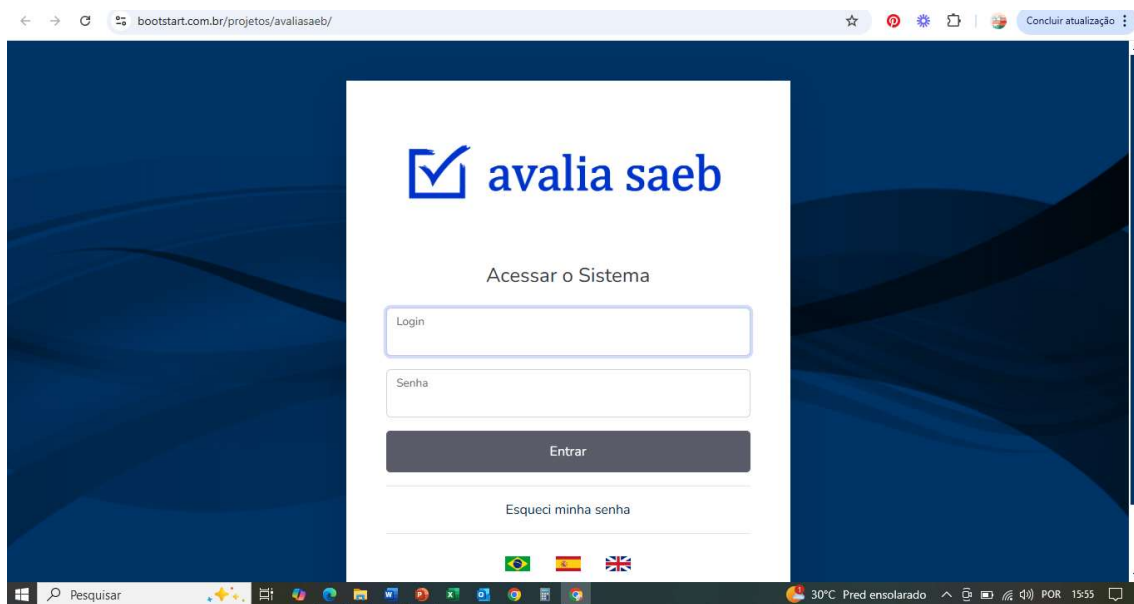 bootstart.com.br/projetos/avaliasaeb/
Concluir atualização
avalia saeb
Acessar o Sistema
Login
Senha
Entrar
Esqueci minha senha
Pesquisar
30°C Pred ensolarado
POR
15:55